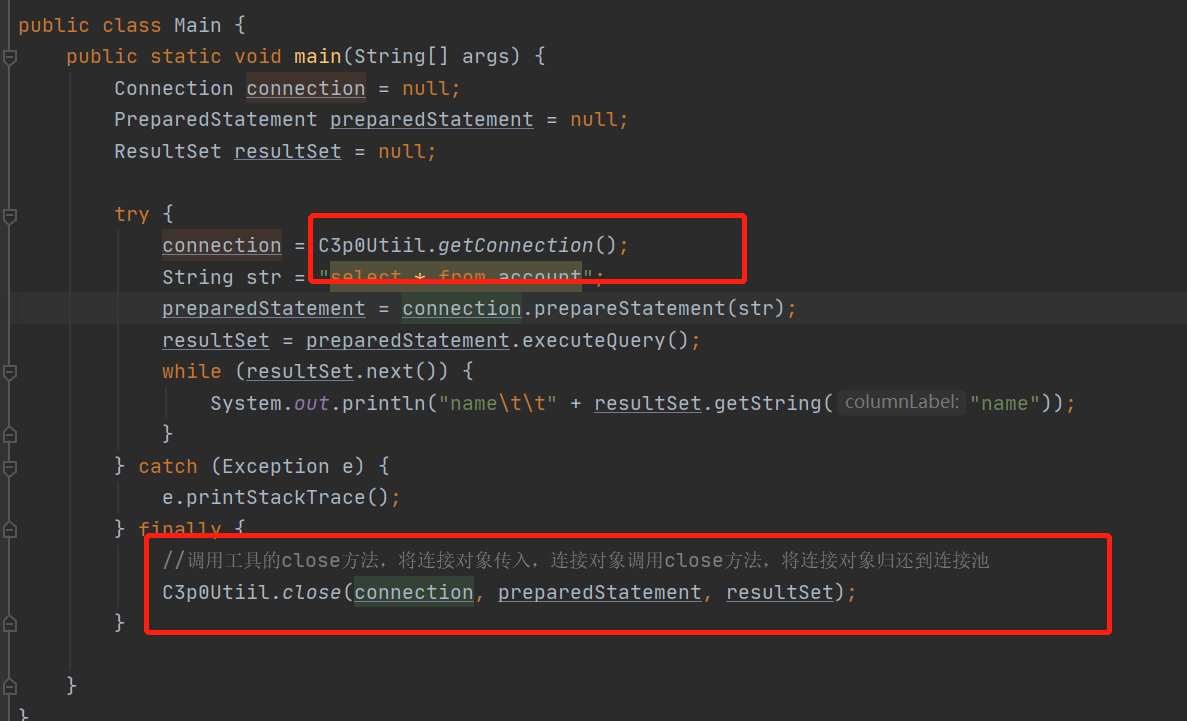 public class Main {
public static void main(String[] args) {
Connection connection = null;
PreparedStatement preparedStatement = null;
ResultSet resultSet = null;
try {
connection = C3p0Utiil.getConnection();
String str = "select * from account";
preparedStatement = connection.prepareStatement(str);
resultSet = preparedStatement.executeQuery();
while (resultSet.next()) {
System.out.println("name\t\t" + resultSet.getString( columnLabel: "name"));
}
} catch (Exception e) {
e.printStackTrace();
} finally {
//调用工具的close方法，将连接对象传入，连接对象调用close方法，将连接对象归还到连接池
C3p0Utiil.close(connection, preparedStatement, resultSet);
}
}
}